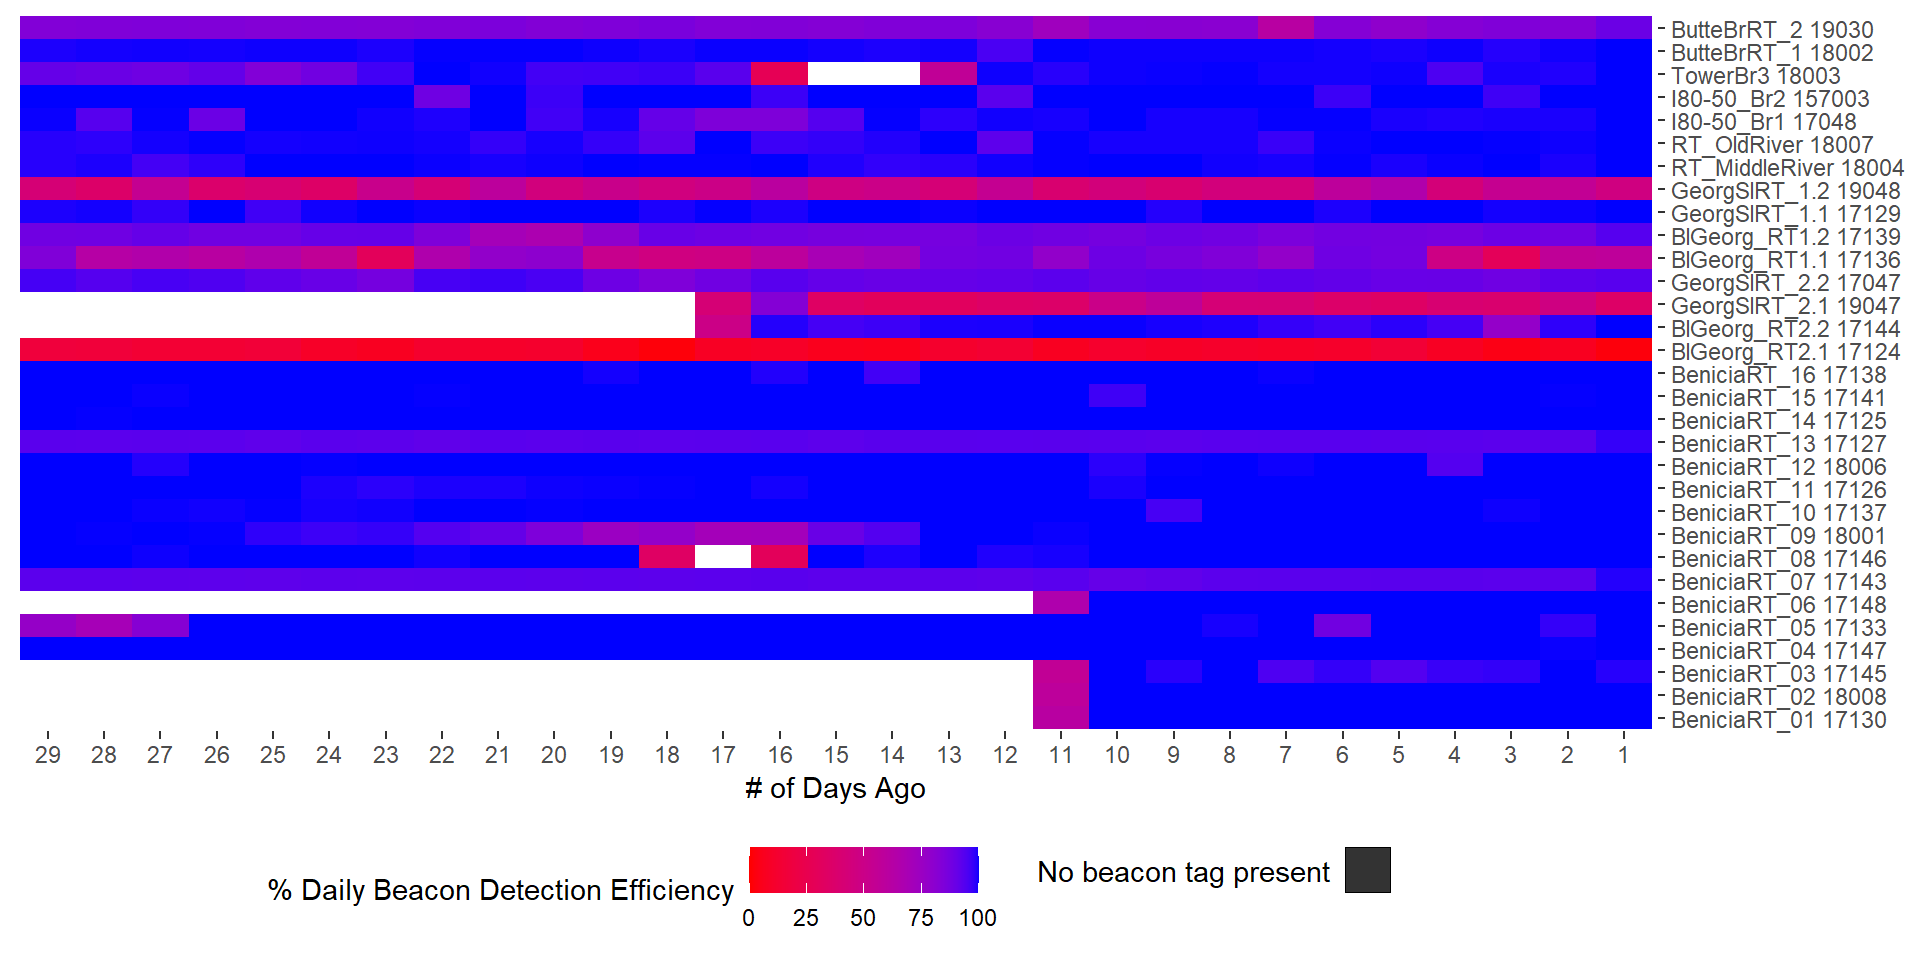 ButteBrRT_2 19030
ButteBrRT_1 18002
TowerBr3 18003
I80-50_Br2 157003
I80-50_Br1 17048
RT_OldRiver 18007
RT_MiddleRiver 18004
GeorgSlRT_1.2 19048
GeorgSlRT_1.1 17129
BlGeorg_RT1.2 17139
BlGeorg_RT1.1 17136
GeorgSlRT_2.2 17047
GeorgSlRT_2.1 19047
BlGeorg_RT2.2 17144
BlGeorg_RT2.1 17124
BeniciaRT_16 17138
BeniciaRT_15 17141
BeniciaRT_14 17125
BeniciaRT_13 17127
BeniciaRT_12 18006
BeniciaRT_11 17126
BeniciaRT_10 17137
BeniciaRT_09 18001
BeniciaRT_08 17146
BeniciaRT_07 17143
BeniciaRT_06 17148
BeniciaRT_05 17133
BeniciaRT_04 17147
BeniciaRT_03 17145
BeniciaRT_02 18008
BeniciaRT_01 17130
29 28 27 26 25 24 23 22 21 20 19 18 17 16 15 14 13 12 11 10 9 8 7 6 5 4 3 2 1
# of Days Ago
% Daily Beacon Detection Efficiency
0 25 50 75 100
No beacon tag present